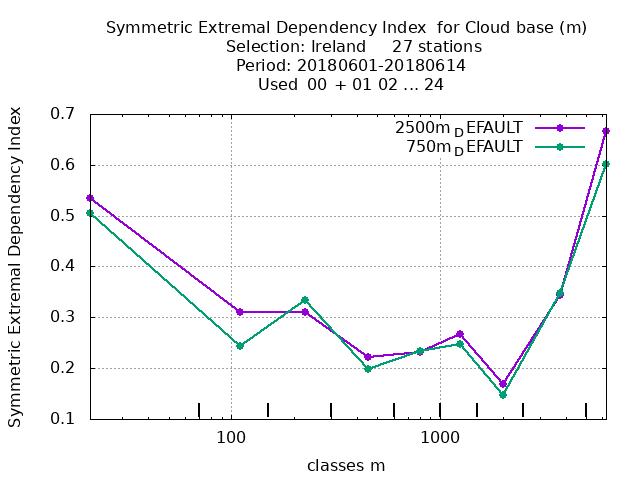 Symmetric Extremal Dependency Index for Cloud base (m)
Selection: Ireland 27 stations
Period: 20180601-20180614
Used 00 + 01 02 ... 24
2500m_DEFAULT
750m_DEFAULT
Symmetric Extremal Dependency Index
0.7
0.6
0.5
0.4
0.3
0.2
0.1
100 1000
classes m